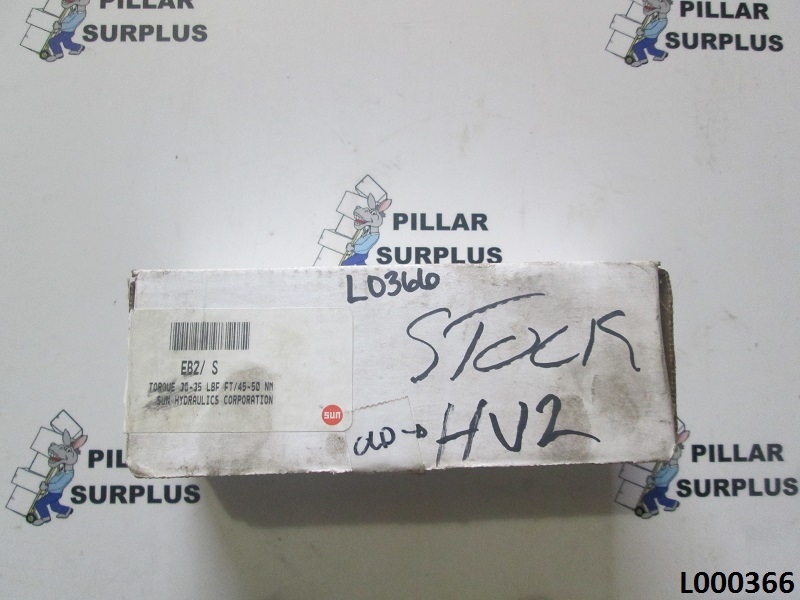 PILLAR
SURPLUS
SURPLUS
PILLAR
SURPLUS
L0366
STOCK
EB2/ S
TORQUE 30-35 LBF FT/45-50 NM
SUN HYDRAULICS CORPORATION
sun
OLD → HV2
PILLAR
SURPLUS
PILLAR
SURPLUS
L000366